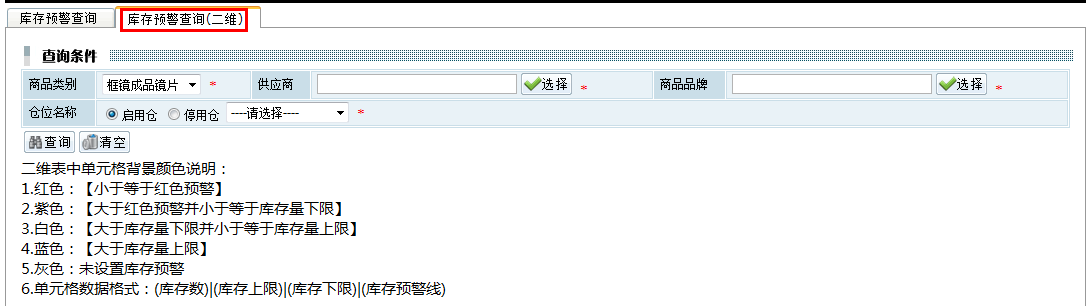 库存预警查询 库存预警查询(二维)
查询条件
商品类别 框镜成品镜片 * 供应商 选择 * 商品品牌 选择 *
仓位名称 启用仓 停用仓 ----请选择---- *
查询 清空
二维表中单元格背景颜色说明：
1.红色：【小于等于红色预警】
2.紫色：【大于红色预警并小于等于库存量下限】
3.白色：【大于库存量下限并小于等于库存量上限】
4.蓝色：【大于库存量上限】
5.灰色：未设置库存预警
6.单元格数据格式：(库存数)|(库存上限)|(库存下限)|(库存预警线)